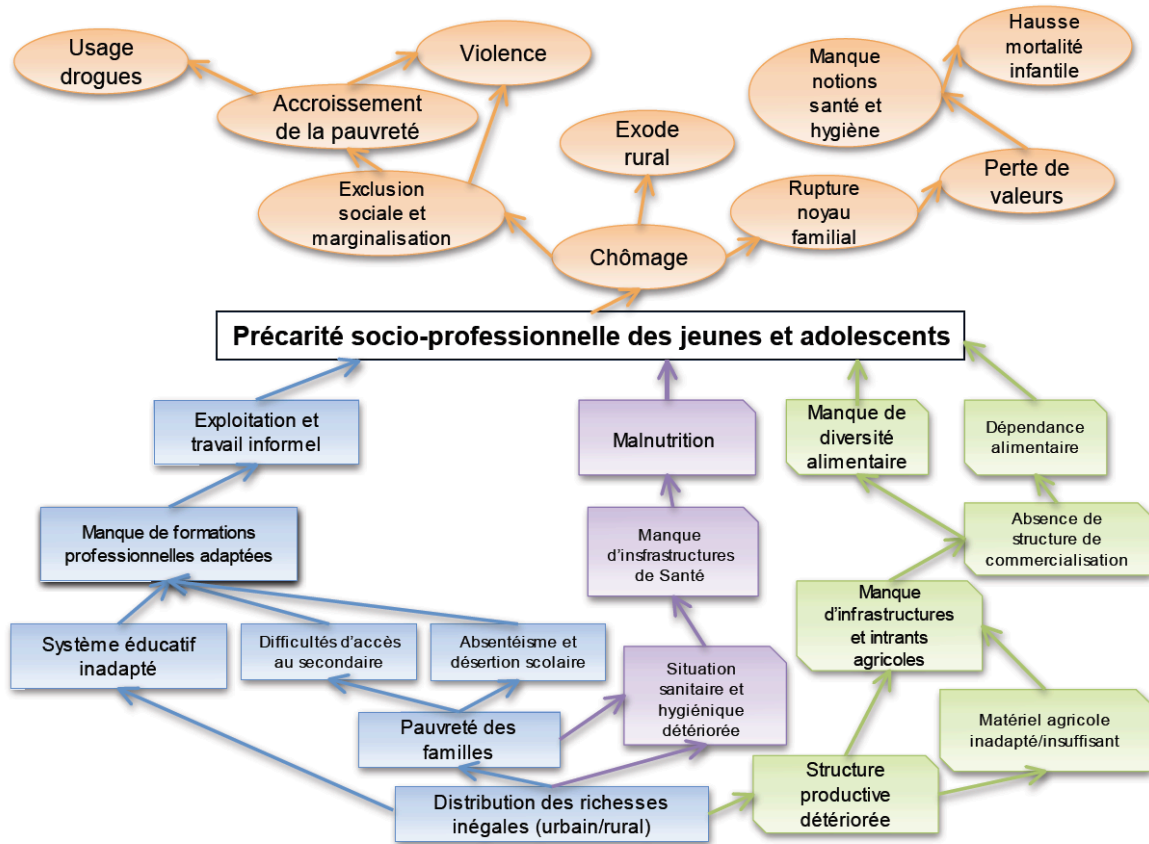 Usage
drogues
Violence
Manque
notions
santé et
hygiène
Hausse
mortalité
infantile
Accroissement
de la pauvreté
Exode
rural
Exclusion
sociale et
marginalisation
Rupture
noyau
familial
Perte de
valeurs
Chômage
Précarité socio-professionnelle des jeunes et adolescents
Exploitation et
travail informel
Malnutrition
Manque de
diversité
alimentaire
Dépendance
alimentaire
Manque de formations
professionnelles adaptées
Manque
d'insfrastructures
de Santé
Absence de
structure de
commercialisation
Manque
d'infrastructures
et intrants
agricoles
Système éducatif
inadapté
Difficultés d'accès
au secondaire
Absentéisme et
désertion scolaire
Situation
sanitaire et
hygiénique
détériorée
Pauvreté des
familles
Matériel agricole
inadapté/insuffisant
Distribution des richesses
inégales (urbain/rural)
Structure
productive
détériorée